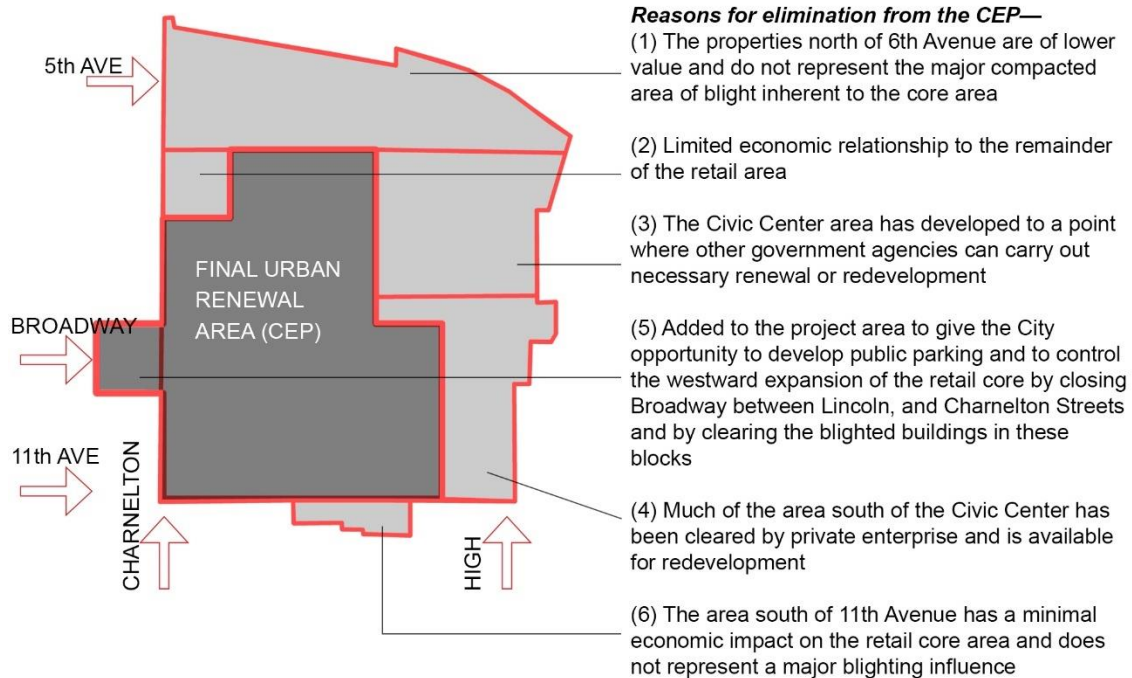 5th AVE
BROADWAY
11th AVE
CHARNELTON
HIGH
FINAL URBAN
RENEWAL
AREA (CEP)
Reasons for elimination from the CEP—
(1) The properties north of 6th Avenue are of lower
value and do not represent the major compacted
area of blight inherent to the core area
(2) Limited economic relationship to the remainder
of the retail area
(3) The Civic Center area has developed to a point
where other government agencies can carry out
necessary renewal or redevelopment
(5) Added to the project area to give the City
opportunity to develop public parking and to control
the westward expansion of the retail core by closing
Broadway between Lincoln, and Charnelton Streets
and by clearing the blighted buildings in these
blocks
(4) Much of the area south of the Civic Center has
been cleared by private enterprise and is available
for redevelopment
(6) The area south of 11th Avenue has a minimal
economic impact on the retail core area and does
not represent a major blighting influence